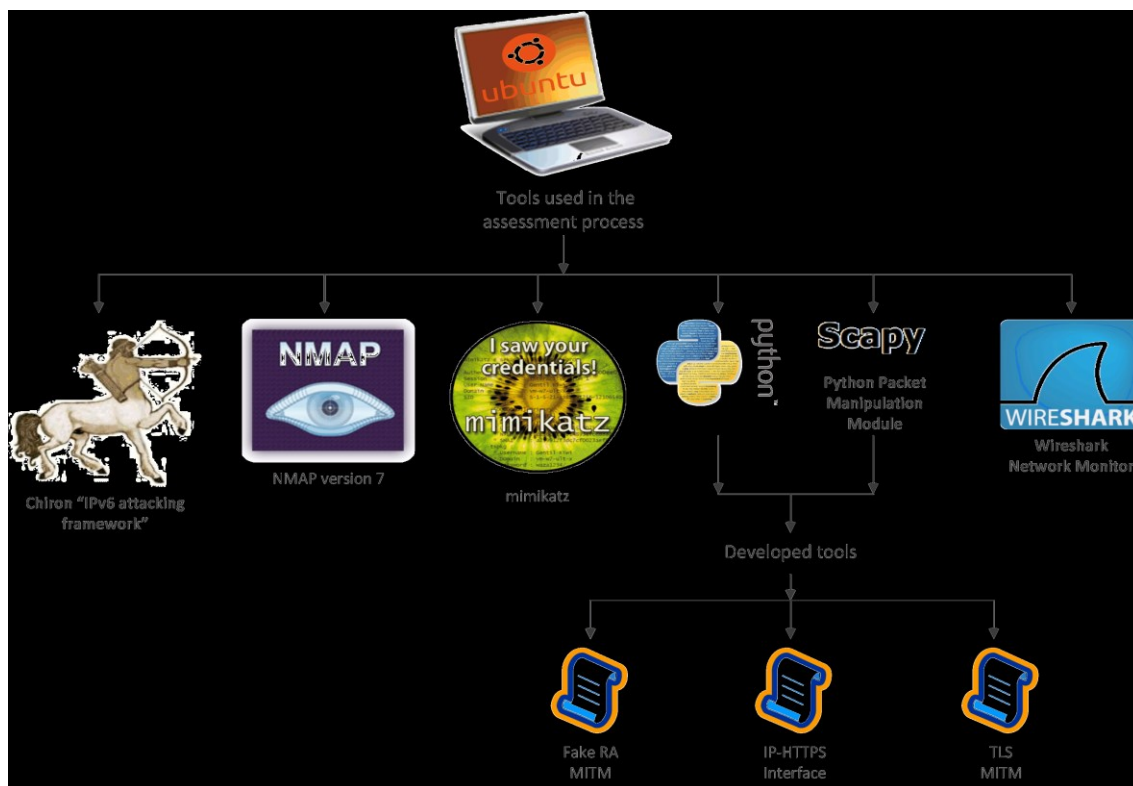 ubuntu
Tools used in the
assessment process
NMAP
I saw your
credentials!
mimikatz
python
Scapy
Python Packet
Manipulation
Module
WIRESHARK
Wireshark
Network Monitor
NMAP version 7
mimikatz
Chiron “IPv6 attacking
framework”
Developed tools
Fake RA
MITM
IP-HTTPS
Interface
TLS
MITM